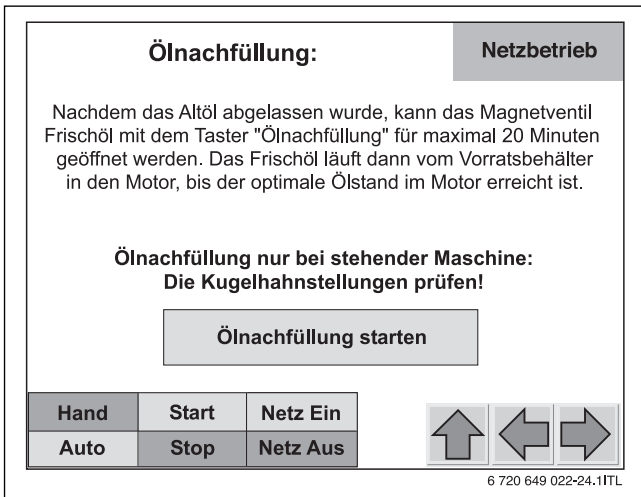 Ölnachfüllung:
Netzbetrieb
Nachdem das Altöl abgelassen wurde, kann das Magnetventil
Frischöl mit dem Taster "Ölnachfüllung" für maximal 20 Minuten
geöffnet werden. Das Frischöl läuft dann vom Vorratsbehälter
in den Motor, bis der optimale Ölstand im Motor erreicht ist.
Ölnachfüllung nur bei stehender Maschine:
Die Kugelhahnstellungen prüfen!
Ölnachfüllung starten
Hand Start Netz Ein
Auto Stop Netz Aus
6 720 649 022-24.1ITL